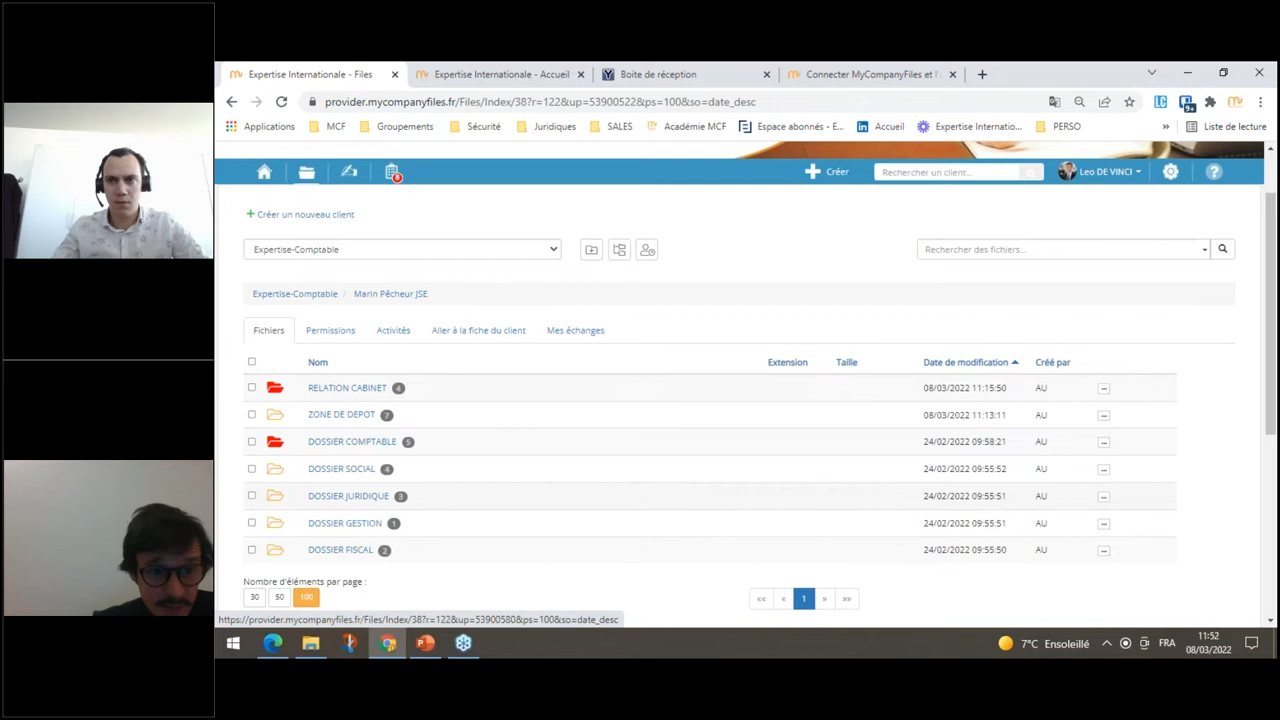 Expertise Internationale - Files
Expertise Internationale - Accueil
Boite de réception
Connecter MyCompanyFiles et l'
provider.mycompanyfiles.fr/Files/Index/38?r=122&up=53900522&ps=100&so=date_desc
9+
Applications
MCF
Groupements
Sécurité
Juridiques
SALES
Académie MCF
Espace abonnés - E...
Accueil
Expertise Internatio...
PERSO
»
Liste de lecture
Créer
Rechercher un client...
Leo DE VINCI
Créer un nouveau client
Expertise-Comptable
Rechercher des fichiers...
Expertise-Comptable / Marin Pêcheur JSE
Fichiers
Permissions
Activités
Aller à la fiche du client
Mes échanges
Nom Extension Taille Date de modification Créé par
RELATION CABINET 4 08/03/2022 11:15:50 AU
ZONE DE DEPOT 7 08/03/2022 11:13:11 AU
DOSSIER COMPTABLE 5 24/02/2022 09:58:21 AU
DOSSIER SOCIAL 4 24/02/2022 09:55:52 AU
DOSSIER JURIDIQUE 3 24/02/2022 09:55:51 AU
DOSSIER GESTION 1 24/02/2022 09:55:51 AU
DOSSIER FISCAL 2 24/02/2022 09:55:50 AU
Nombre d'éléments par page :
30 50 100
«« « 1 » »»
https://provider.mycompanyfiles.fr/Files/Index/38?r=122&up=53900580&ps=100&so=date_desc
7°C Ensoleillé
FRA
11:52
08/03/2022